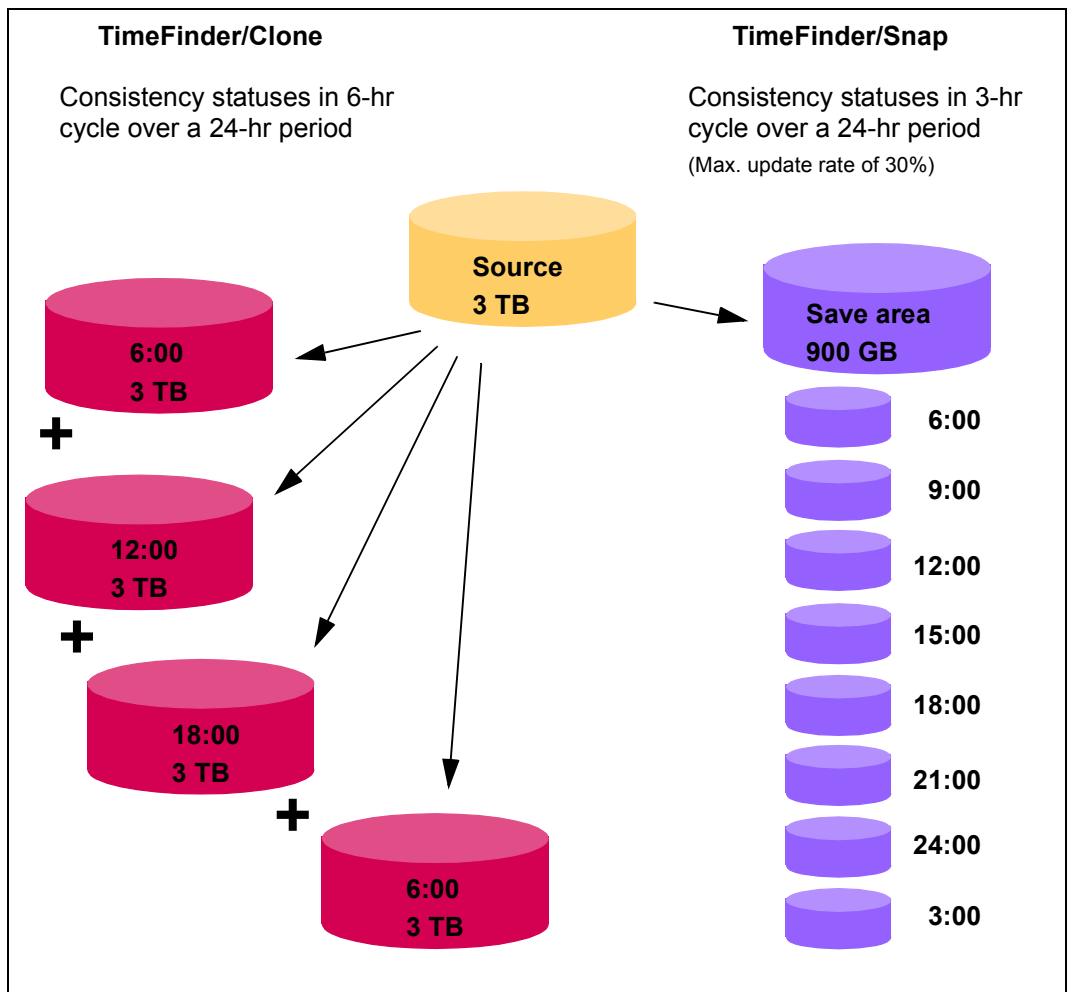 TimeFinder/Clone
Consistency statuses in 6-hr
cycle over a 24-hr period
TimeFinder/Snap
Consistency statuses in 3-hr
cycle over a 24-hr period
(Max. update rate of 30%)
Source
3 TB
6:00
3 TB
+
12:00
3 TB
+
18:00
3 TB
+
6:00
3 TB
Save area
900 GB
6:00
9:00
12:00
15:00
18:00
21:00
24:00
3:00